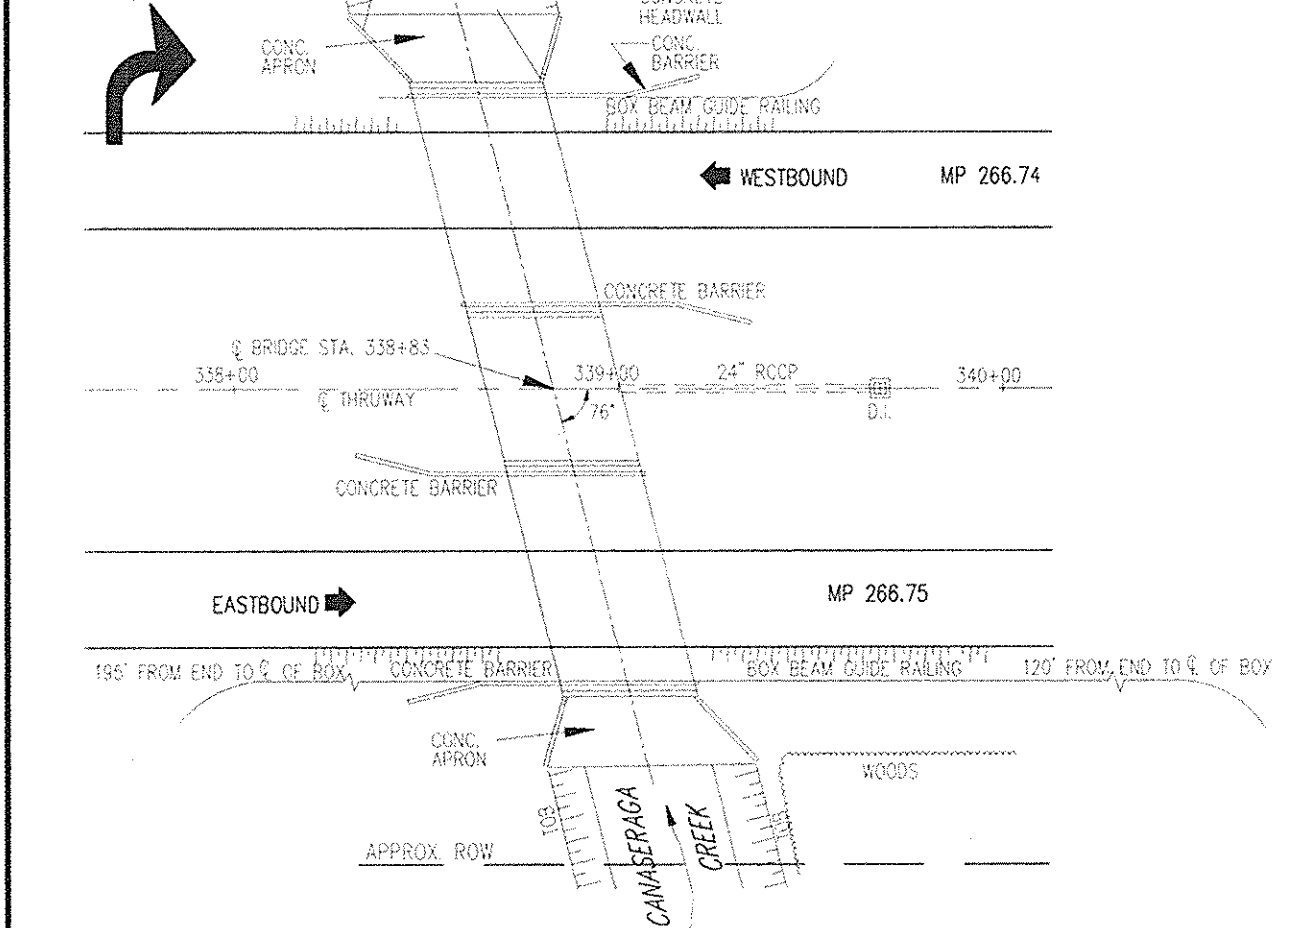 HEADWALL
CONC.
APRON
CONC.
BARRIER
BOX BEAM GUIDE RAILING
WESTBOUND
MP 266.74
CONCRETE BARRIER
℄ BRIDGE STA. 338+83
338+00
339+00
24" RCCP
340+00
℄ THRUWAY
76°
D.I.
CONCRETE BARRIER
EASTBOUND
MP 266.75
195' FROM END TO ℄ OF BOX
CONCRETE BARRIER
BOX BEAM GUIDE RAILING
120' FROM END TO ℄ OF BOX
CONC.
APRON
WOODS
TOB
TOB
CANASERAGA
CREEK
APPROX. ROW